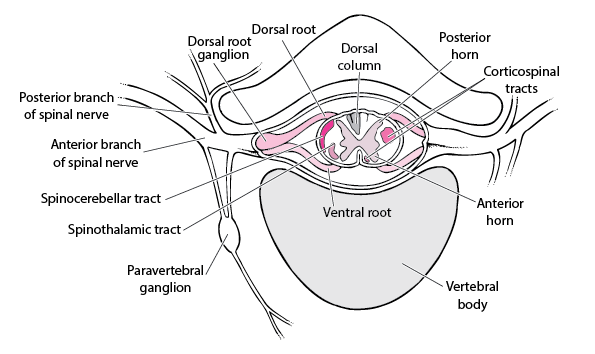 Dorsal root
Dorsal root
ganglion
Dorsal
column
Posterior
horn
Corticospinal
tracts
Posterior branch
of spinal nerve
Anterior branch
of spinal nerve
Spinocerebellar tract
Spinothalamic tract
Ventral root
Anterior
horn
Paravertebral
ganglion
Vertebral
body